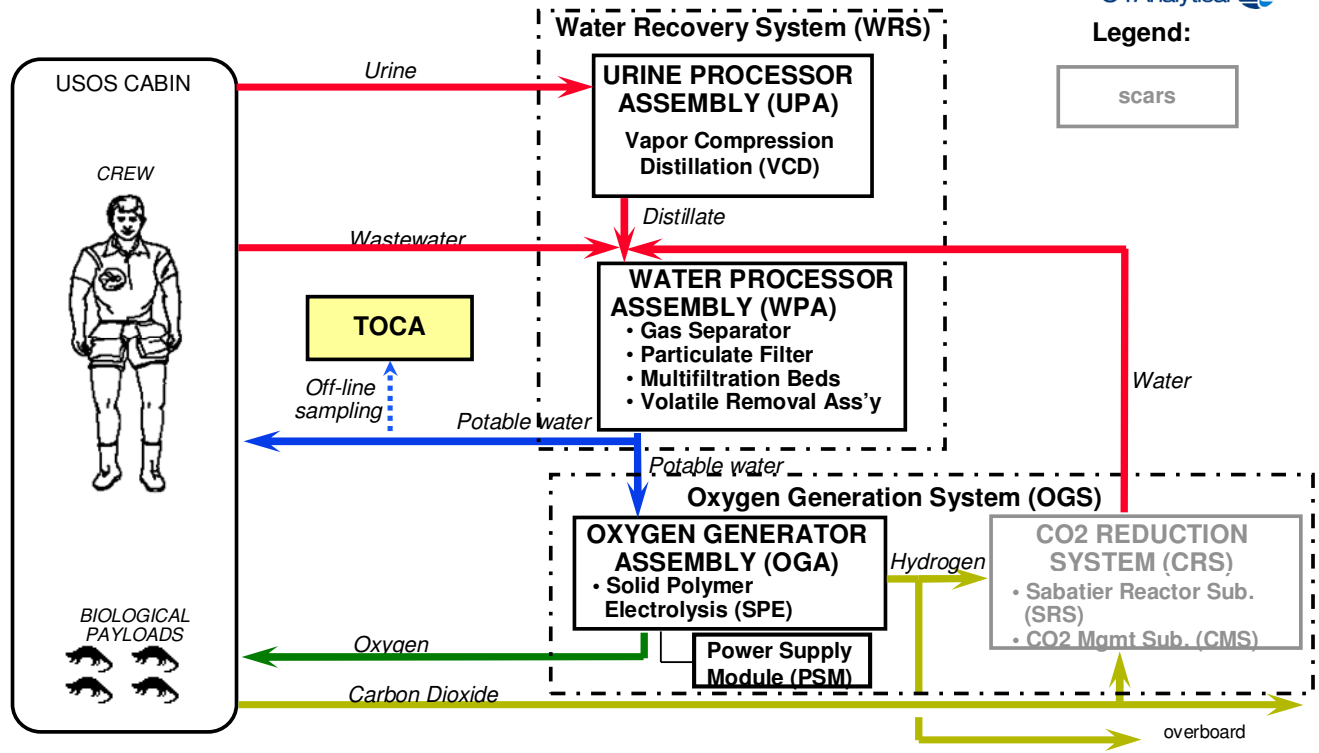 Water Recovery System (WRS)
Legend:
scars
USOS CABIN
CREW
BIOLOGICAL
PAYLOADS
Urine
URINE PROCESSOR
ASSEMBLY (UPA)
Vapor Compression
Distillation (VCD)
Distillate
Wastewater
WATER PROCESSOR
ASSEMBLY (WPA)
• Gas Separator
• Particulate Filter
• Multifiltration Beds
• Volatile Removal Ass'y
TOCA
Off-line
sampling
Potable water
Potable water
Water
Oxygen Generation System (OGS)
OXYGEN GENERATOR
ASSEMBLY (OGA)
• Solid Polymer
Electrolysis (SPE)
Hydrogen
CO2 REDUCTION
SYSTEM (CRS)
• Sabatier Reactor Sub.
(SRS)
• CO2 Mgmt Sub. (CMS)
Power Supply
Module (PSM)
Oxygen
Carbon Dioxide
overboard